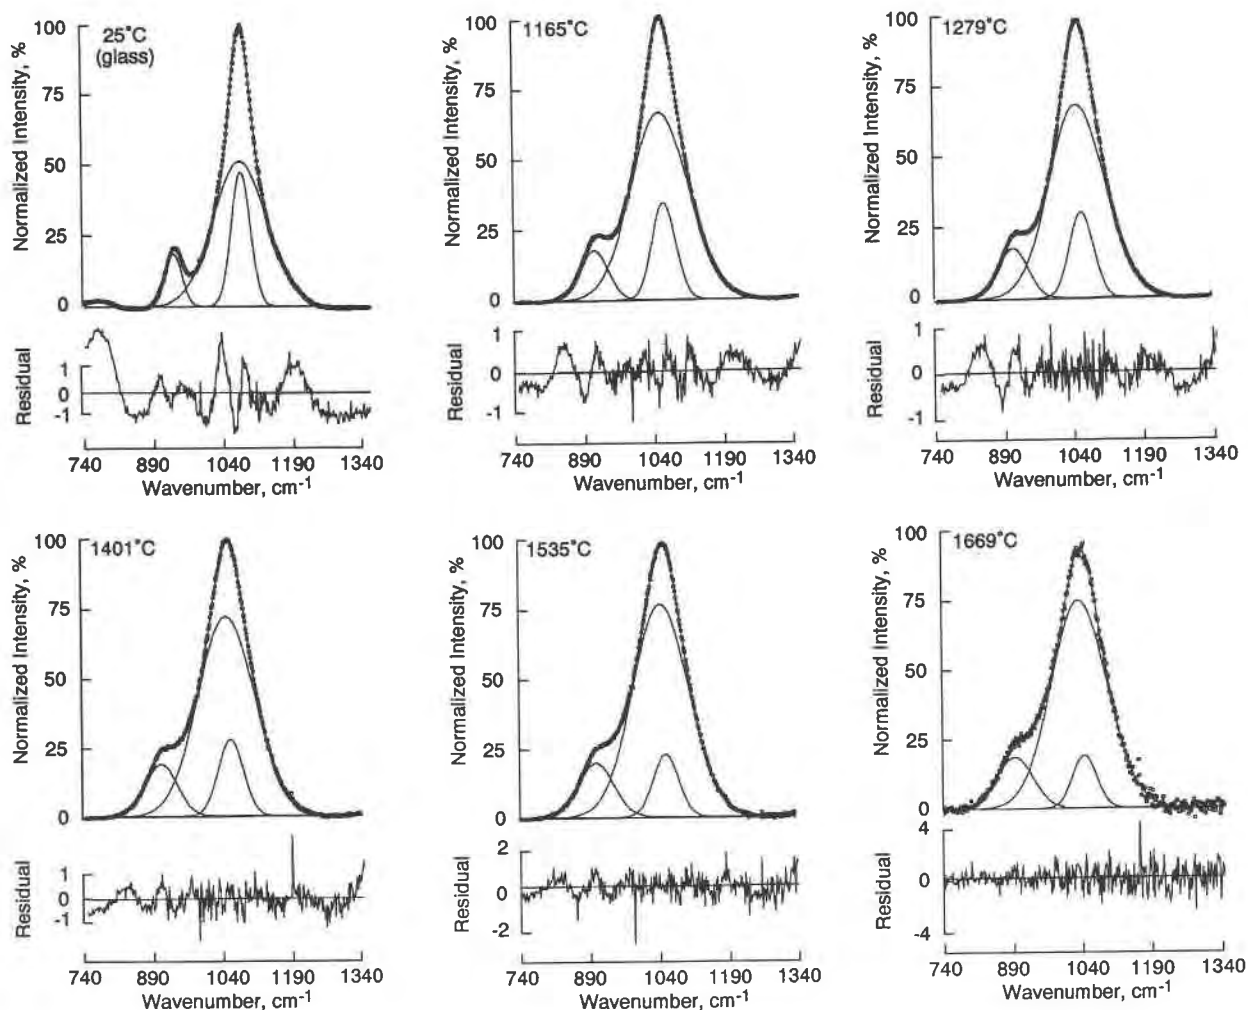 25°C
(glass)
Normalized Intensity, %
100
75
50
25
0
Residual
1
0
-1
740 890 1040 1190 1340
Wavenumber, cm-1
1165°C
Normalized Intensity, %
100
75
50
25
0
Residual
1
0
-1
740 890 1040 1190 1340
Wavenumber, cm-1
1279°C
Normalized Intensity, %
100
75
50
25
0
Residual
1
0
-1
740 890 1040 1190 1340
Wavenumber, cm-1
1401°C
Normalized Intensity, %
100
75
50
25
0
Residual
1
0
-1
740 890 1040 1190 1340
Wavenumber, cm-1
1535°C
Normalized Intensity, %
100
75
50
25
0
Residual
2
0
-2
740 890 1040 1190 1340
Wavenumber, cm-1
1669°C
Normalized Intensity, %
100
75
50
25
0
Residual
4
0
-4
740 890 1040 1190 1340
Wavenumber, cm-1